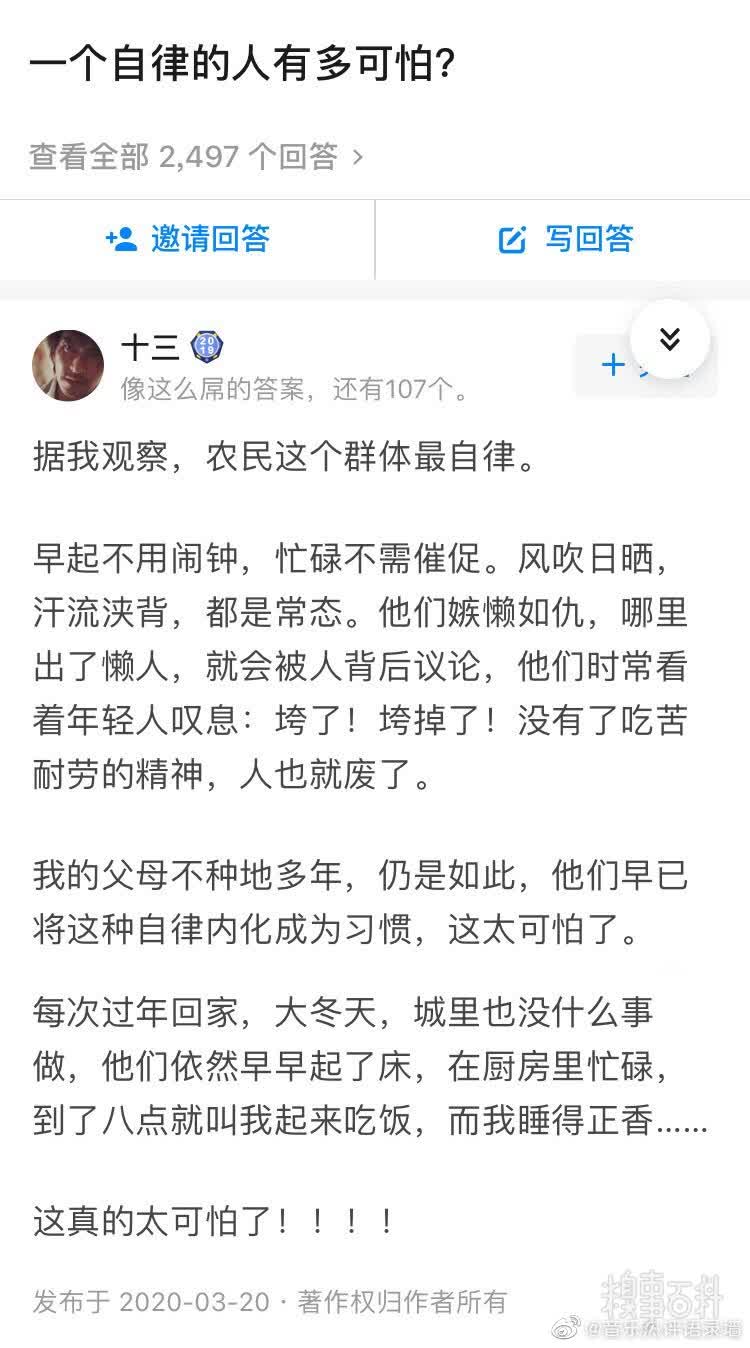 一个自律的人有多可怕?
查看全部 2,497 个回答 >
邀请回答
写回答
十三
2019
像这么屌的答案，还有107个。
据我观察，农民这个群体最自律。
早起不用闹钟，忙碌不需催促。风吹日晒，
汗流浃背，都是常态。他们嫉懒如仇，哪里
出了懒人，就会被人背后议论，他们时常看
着年轻人叹息：垮了！垮掉了！没有了吃苦
耐劳的精神，人也就废了。
我的父母不种地多年，仍是如此，他们早已
将这种自律内化成为习惯，这太可怕了。
每次过年回家，大冬天，城里也没什么事
做，他们依然早早起了床，在厨房里忙碌，
到了八点就叫我起来吃饭，而我睡得正香……
这真的太可怕了！！！！
发布于 2020-03-20 · 著作权归作者所有